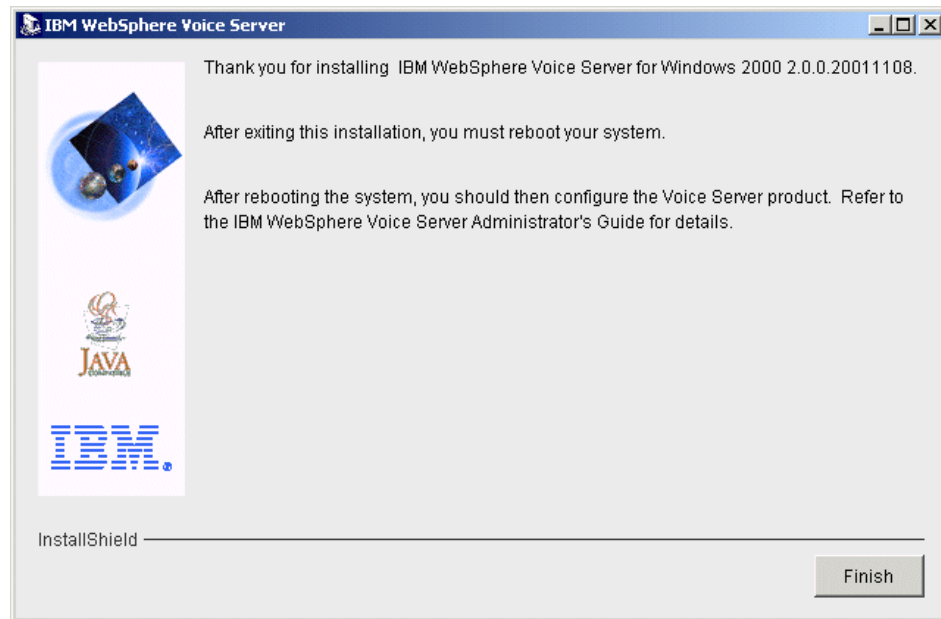 IBM WebSphere Voice Server
Thank you for installing IBM WebSphere Voice Server for Windows 2000 2.0.0.20011108.
After exiting this installation, you must reboot your system.
After rebooting the system, you should then configure the Voice Server product. Refer to
the IBM WebSphere Voice Server Administrator's Guide for details.
JAVA
COMPATIBLE
IBM.
InstallShield
Finish